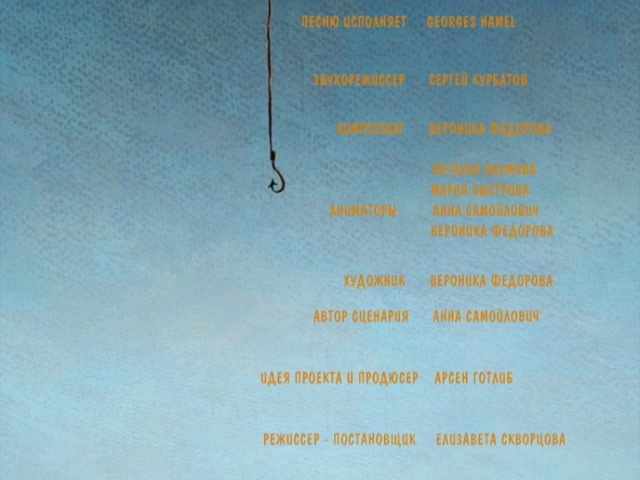 ПЕСНЮ ИСПОЛНЯЕТ GEORGES HAMEL
ЗВУКОРЕЖИССЕР СЕРГЕЙ КУРБАТОВ
ВЕРОНИКА ФЕДОРОВА
НАТАЛЬЯ
МАРИЯ БЫСТРОВА
АНИМАТОРЫ АННА САМОЙЛОВИЧ
ВЕРОНИКА ФЕДОРОВА
ХУДОЖНИК ВЕРОНИКА ФЕДОРОВА
АВТОР СЦЕНАРИЯ АННА САМОЙЛОВИЧ
ИДЕЯ ПРОЕКТА И ПРОДЮСЕР АРСЕН ГОТЛИБ
РЕЖИССЕР - ПОСТАНОВЩИК ЕЛИЗАВЕТА СКВОРЦОВА